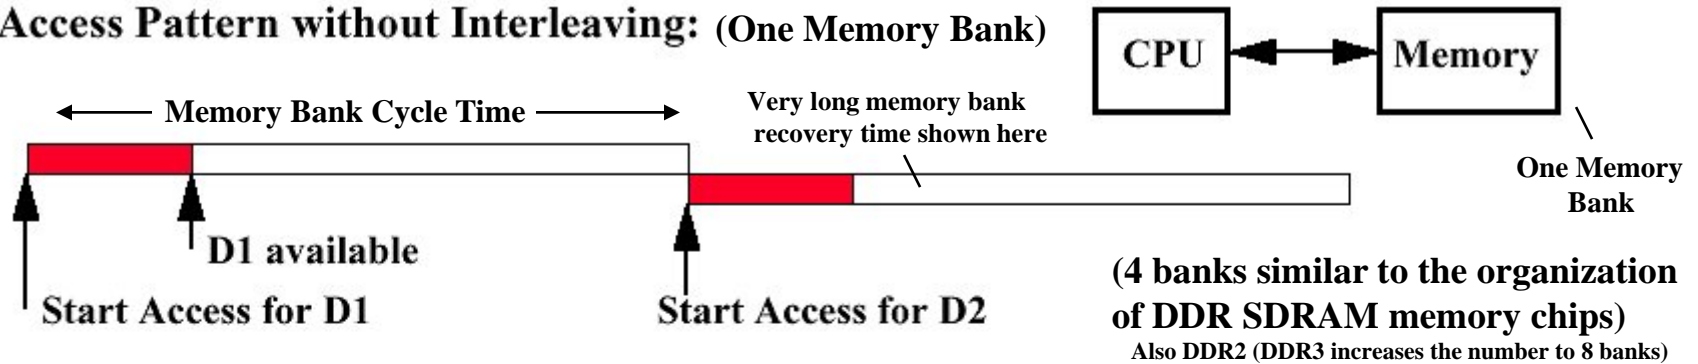 Access Pattern without Interleaving: (One Memory Bank)
CPU
Memory
Memory Bank Cycle Time
Very long memory bank
recovery time shown here
One Memory
Bank
D1 available
Start Access for D1
Start Access for D2
(4 banks similar to the organization
of DDR SDRAM memory chips)
Also DDR2 (DDR3 increases the number to 8 banks)